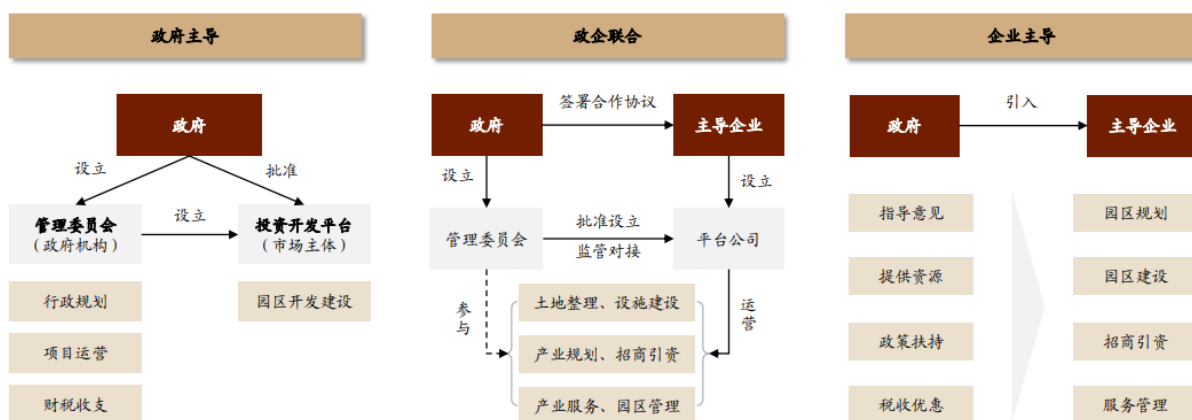 政府主导
政府
设立
批准
管理委员会
（政府机构）
设立
投资开发平台
（市场主体）
行政规划
项目运营
财税收支
园区开发建设
政企联合
政府
签署合作协议
主导企业
设立
设立
管理委员会
批准设立
监管对接
平台公司
参与
运营
土地整理、设施建设
产业规划、招商引资
产业服务、园区管理
企业主导
政府
引入
主导企业
指导意见
提供资源
政策扶持
税收优惠
园区规划
园区建设
招商引资
服务管理